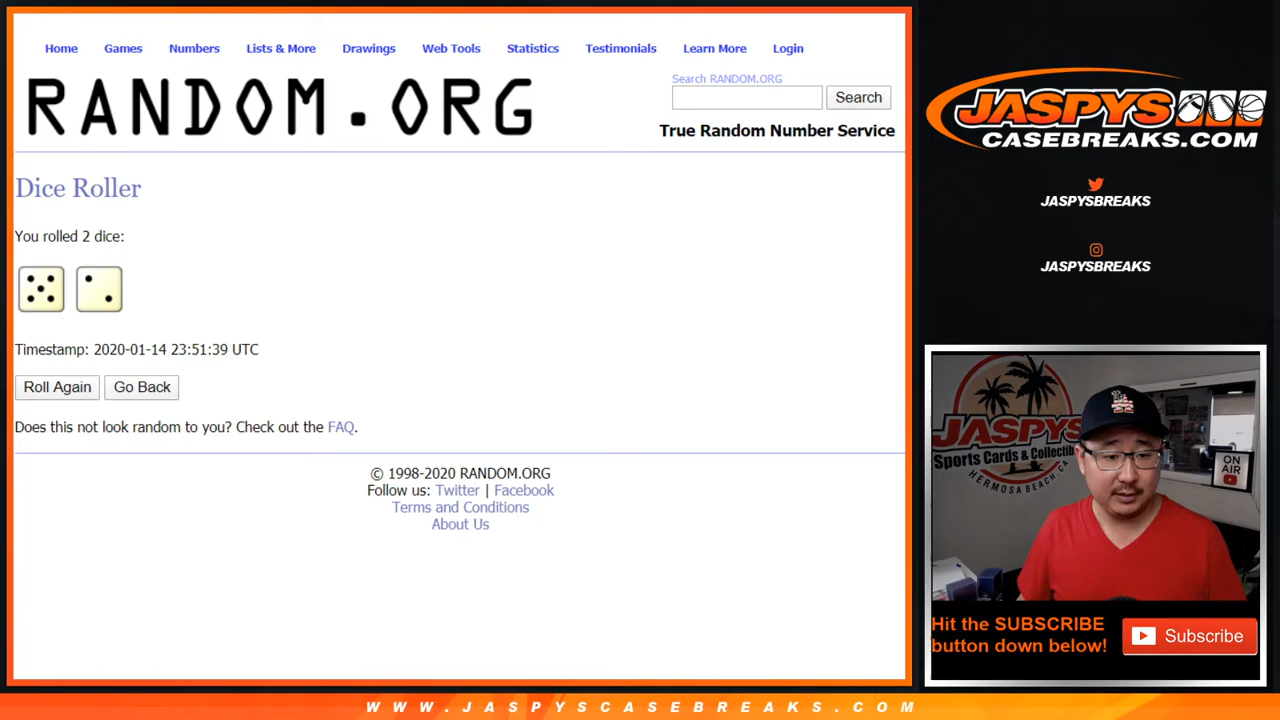 Home Games Numbers Lists & More Drawings Web Tools Statistics Testimonials Learn More Login
RANDOM.ORG
Search RANDOM.ORG
Search
True Random Number Service
Dice Roller
You rolled 2 dice:
Timestamp: 2020-01-14 23:51:39 UTC
Roll Again Go Back
Does this not look random to you? Check out the FAQ.
© 1998-2020 RANDOM.ORG
Follow us: Twitter | Facebook
Terms and Conditions
About Us
JASPYS
CASEBREAKS.COM
JASPYSBREAKS
JASPYSBREAKS
JASPYS
Sports Cards & Collectib
HERMOSA BEACH, CA
ON
AIR
Hit the SUBSCRIBE
button down below!
Subscribe
WWW.JASPYSCASEBREAKS.COM